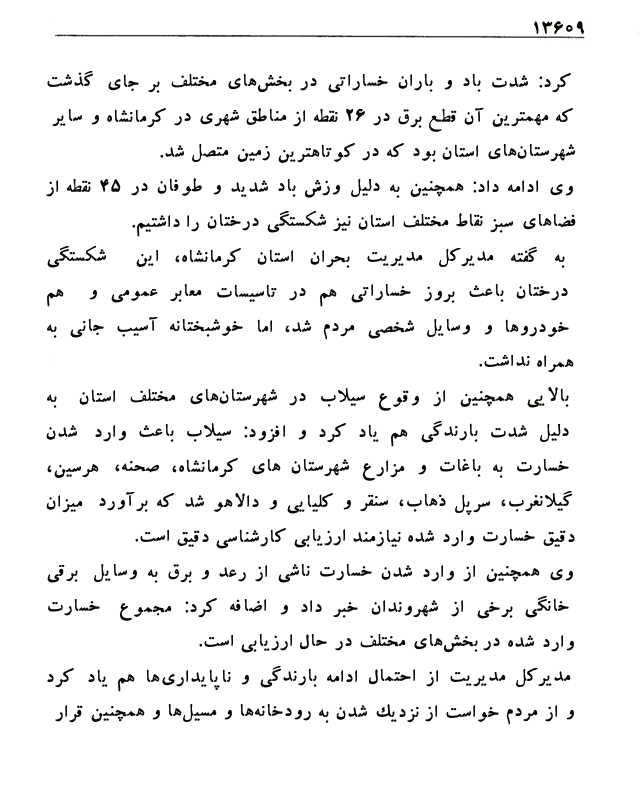 ۱۳۶۰۹
کرد: شدت باد و باران خساراتی در بخش‌های مختلف بر جای گذشت
که مهمترین آن قطع برق در ۲۶ نقطه از مناطق شهری در کرمانشاه و سایر
شهرستان‌های استان بود که در کوتاهترین زمین متصل شد.
وی ادامه داد: همچنین به دلیل وزش باد شدید و طوفان در ۴۵ نقطه از
فضاهای سبز نقاط مختلف استان نیز شکستگی درختان را داشتیم.
به گفته مدیرکل مدیریت بحران استان کرمانشاه، این شکستگی
درختان باعث بروز خساراتی هم در تاسیسات معابر عمومی و هم
خودروها و وسایل شخصی مردم شد، اما خوشبختانه آسیب جانی به
همراه نداشت.
بالایی همچنین از وقوع سیلاب در شهرستان‌های مختلف استان به
دلیل شدت بارندگی هم یاد کرد و افزود: سیلاب باعث وارد شدن
خسارت به باغات و مزارع شهرستان های کرمانشاه، صحنه، هرسین،
گیلانغرب، سرپل ذهاب، سنقر و کلیایی و دالاهو شد که برآورد میزان
دقیق خسارت وارد شده نیازمند ارزیابی کارشناسی دقیق است.
وی همچنین از وارد شدن خسارت ناشی از رعد و برق به وسایل برقی
خانگی برخی از شهروندان خبر داد و اضافه کرد: مجموع خسارت
وارد شده در بخش‌های مختلف در حال ارزیابی است.
مدیرکل مدیریت از احتمال ادامه بارندگی و ناپایداری‌ها هم یاد کرد
و از مردم خواست از نزدیك شدن به رودخانه‌ها و مسیل‌ها و همچنین قرار